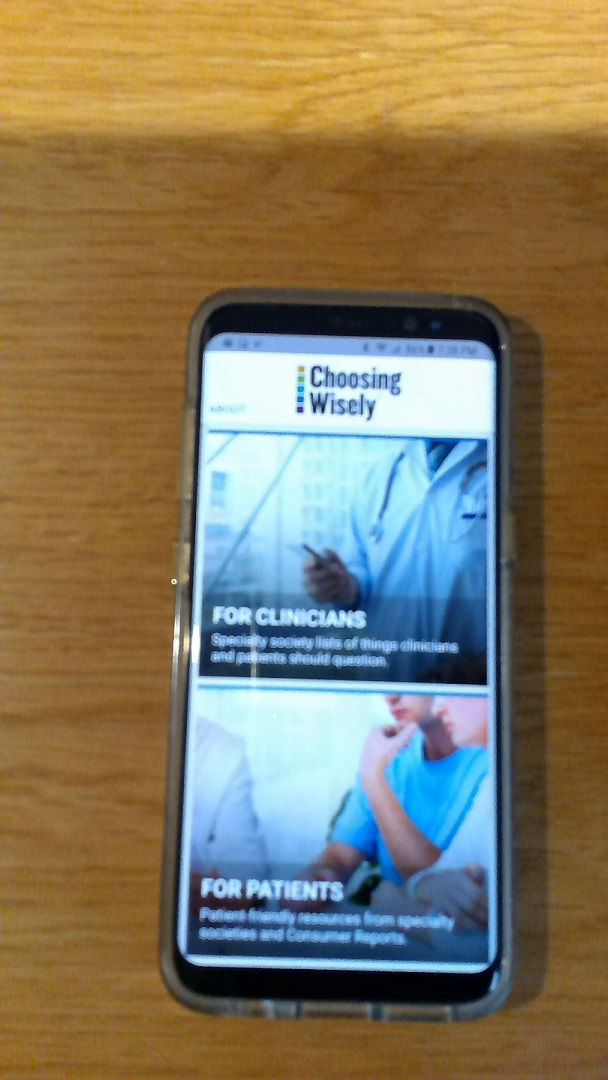 Choosing
Wisely
ABOUT
FOR CLINICIANS
Specialty society lists of things clinicians
and patients should question.
FOR PATIENTS
Patient friendly resources from specialty
societies and Consumer Reports.